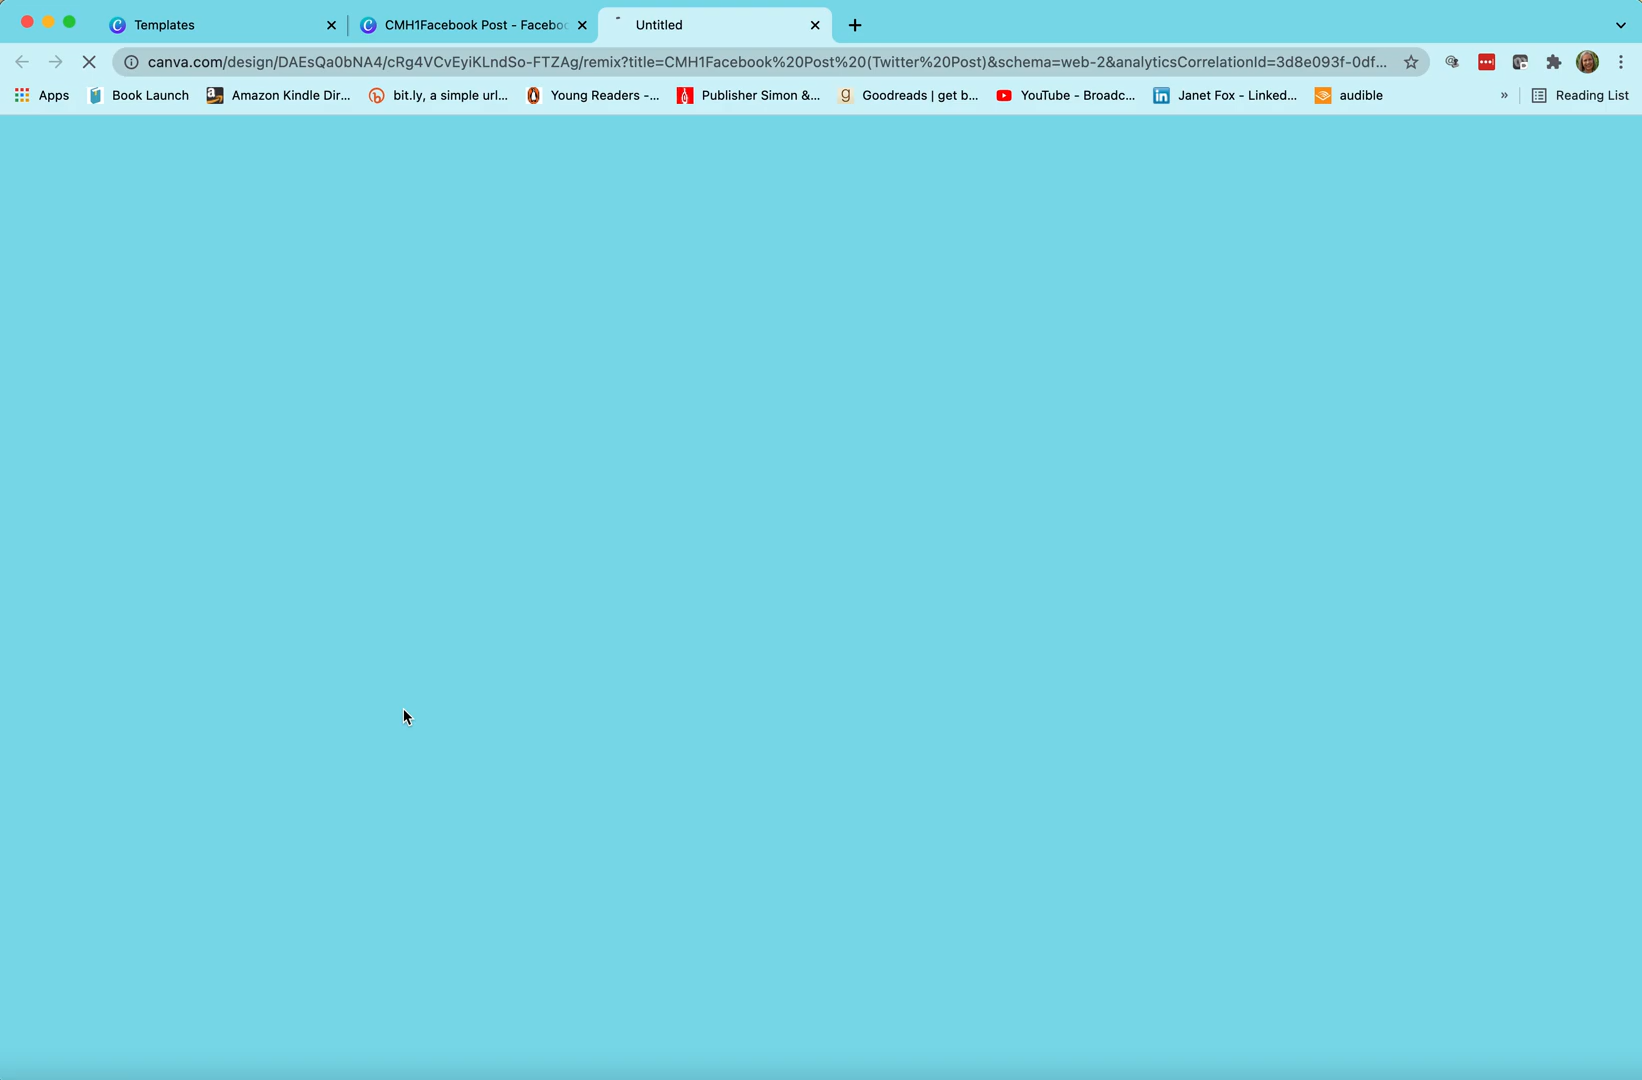 Templates
CMH1Facebook Post - Facebo
Untitled
canva.com/design/DAEsQa0bNA4/cRg4VCvEyiKLndSo-FTZAg/remix?title=CMH1Facebook%20Post%20(Twitter%20Post)&schema=web-2&analyticsCorrelationId=3d8e093f-0df...
Apps Book Launch Amazon Kindle Dir... bit.ly, a simple url... Young Readers -... Publisher Simon &... Goodreads | get b... YouTube - Broadc... Janet Fox - Linked... audible » Reading List